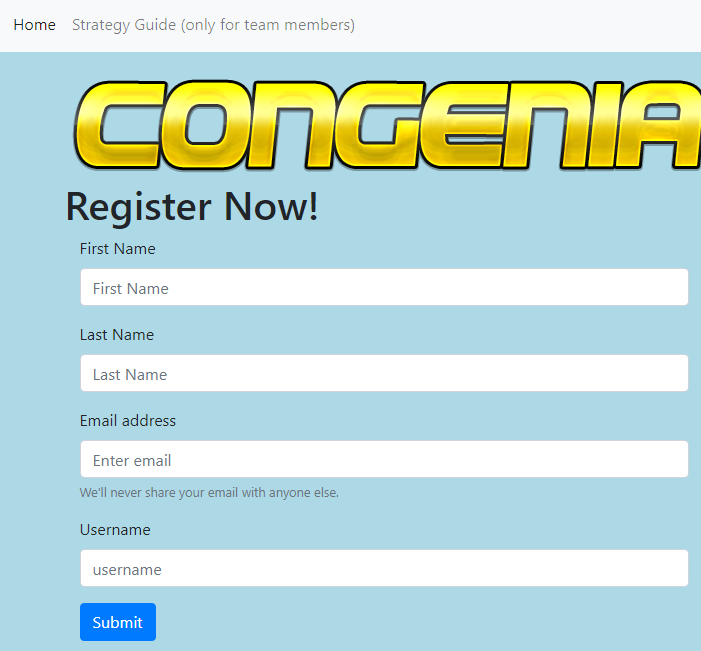 Home Strategy Guide (only for team members)
CONGENIA
Register Now!
First Name
First Name
Last Name
Last Name
Email address
Enter email
We'll never share your email with anyone else.
Username
username
Submit